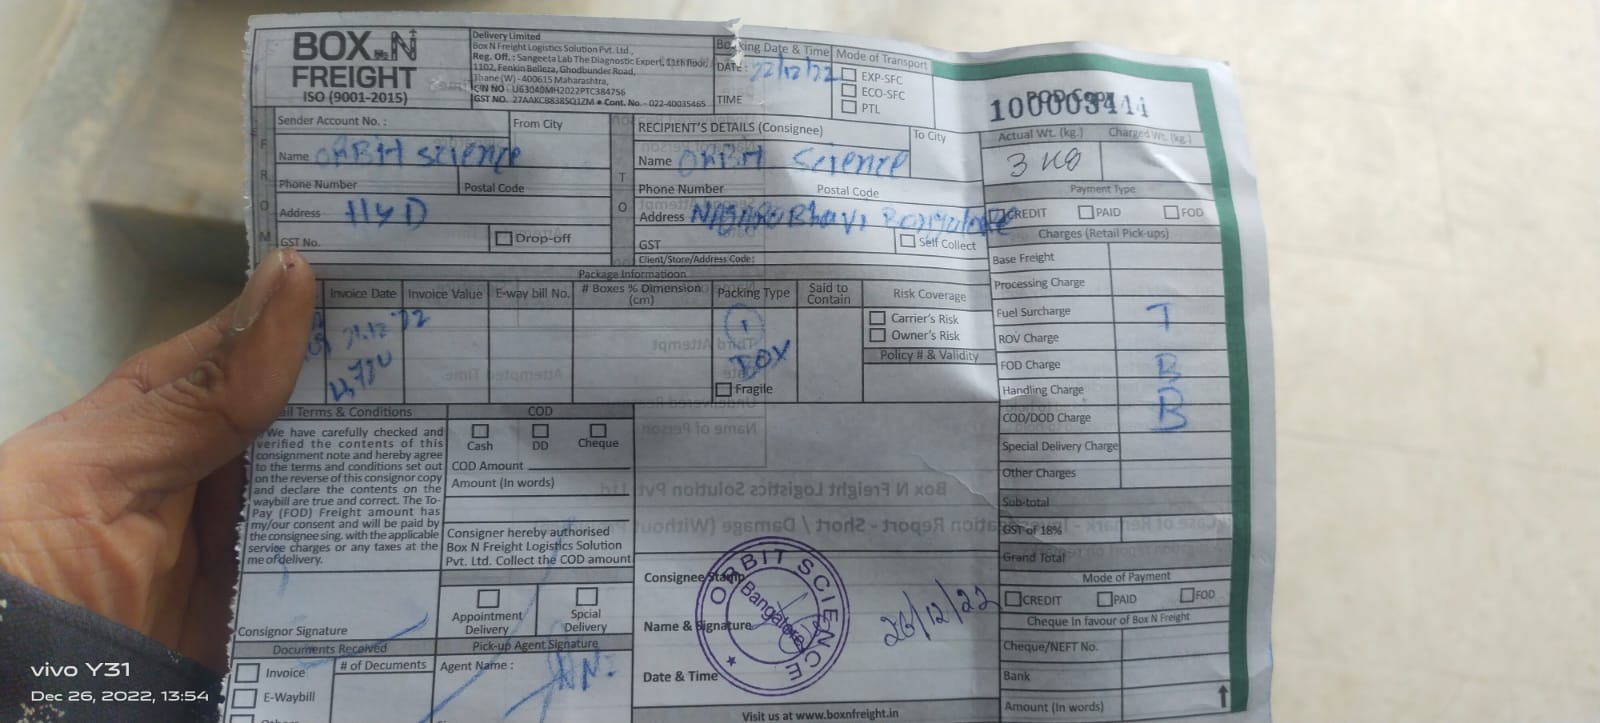 BOX N FREIGHT
ISO (9001-2015)
Delivery Limited
Box N Freight Logistics Solution Pvt. Ltd.,
Reg. Off. : Sangeeta Lab The Diagnostic Expert, 11th floor,
1102, Fenkin Belleza, Ghodbunder Road,
Thane (W) - 400615 Maharashtra,
CIN NO : U63040MH2022PTC384756
GST NO. 27AAKCB8385Q1ZM • Cont. No. - 022-40035465
Booking Date & Time
DATE: 22/12/22
TIME
Mode of Transport
EXP-SFC
ECO-SFC
PTL
POD Copy
Sender Account No. :
From City
FROM
Name ORBIT Science
Phone Number
Postal Code
Address HYD
GST No.
Drop-off
TO
RECIPIENT'S DETAILS (Consignee)
To City
Name ORBIT Science
Phone Number
Postal Code
Address Nagarbhavi Bangalore
GST
Self Collect
Client/Store/Address Code:
Actual Wt. (kg.)
Charged Wt. (kg.)
3 KG
Payment Type
CREDIT
PAID
FOD
Charges (Retail Pick-ups)
Base Freight
Processing Charge
Fuel Surcharge
ROV Charge
FOD Charge
Handling Charge
COD/DOD Charge
Special Delivery Charge
Other Charges
Sub-total
GST of 18%
Grand Total
T
B
B
Package Informatioon
Invoice Date
Invoice Value
E-way bill No.
# Boxes % Dimension (cm)
Packing Type
Said to Contain
Risk Coverage
21.12.22
1
BOX
Fragile
Carrier's Risk
Owner's Risk
Policy # & Validity
Terms & Conditions
We have carefully checked and
verified the contents of this
consignment note and hereby agree
to the terms and conditions set out
on the reverse of this consignor copy
and declare the contents on the
waybill are true and correct. The To-
Pay (FOD) Freight amount has
my/our consent and will be paid by
the consignee sing, with the applicable
service charges or any taxes at the
me of delivery.
Consignor Signature
COD
Cash
DD
Cheque
COD Amount
Amount (In words)
Consigner hereby authorised
Box N Freight Logistics Solution
Pvt. Ltd. Collect the COD amount
Appointment Delivery
Spcial Delivery
Documents Received
Invoice
E-Waybill
# of Documents
Pick-up Agent Signature
Agent Name :
Consignee Stamp
Name & Signature
Date & Time
ORBIT SCIENCE
Bangalore
26/12/22
Visit us at www.boxnfreight.in
Mode of Payment
CREDIT
PAID
FOD
Cheque In favour of Box N Freight
Cheque/NEFT No.
Bank
Amount (In words)
vivo Y31
Dec 26, 2022, 13:54